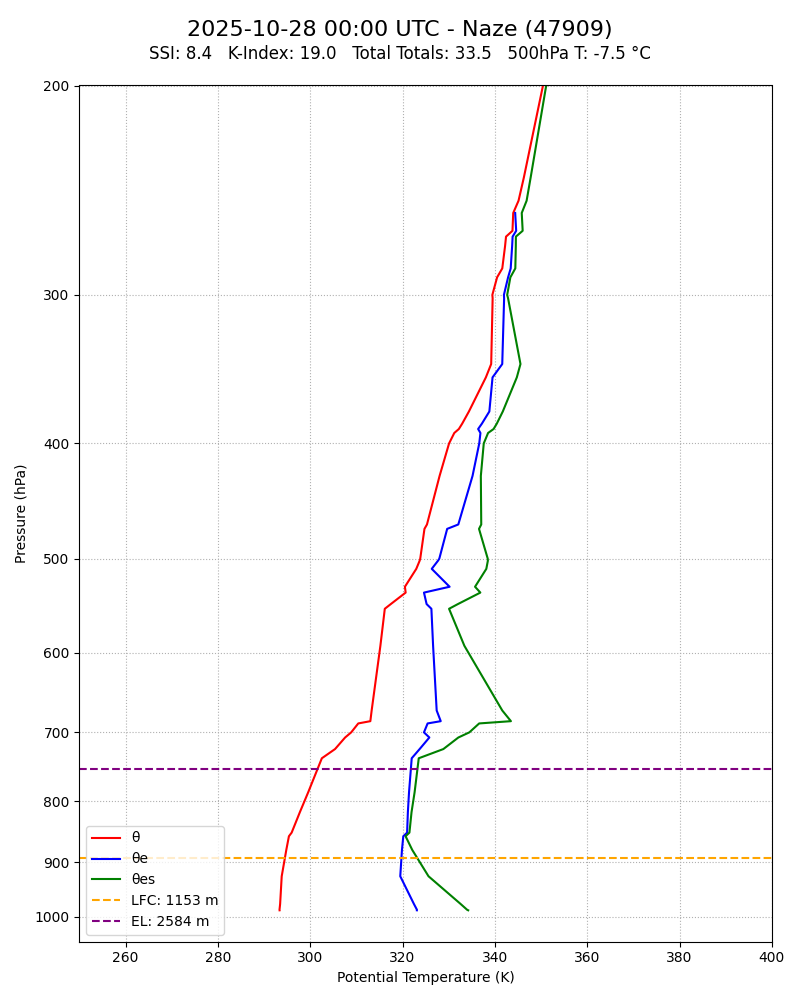 2025-10-28 00:00 UTC - Naze (47909)
SSI: 8.4   K-Index: 19.0   Total Totals: 33.5   500hPa T: -7.5 °C
200
300
400
500
600
700
800
900
1000
Pressure (hPa)
θ
θe
θes
LFC: 1153 m
EL: 2584 m
260 280 300 320 340 360 380 400
Potential Temperature (K)